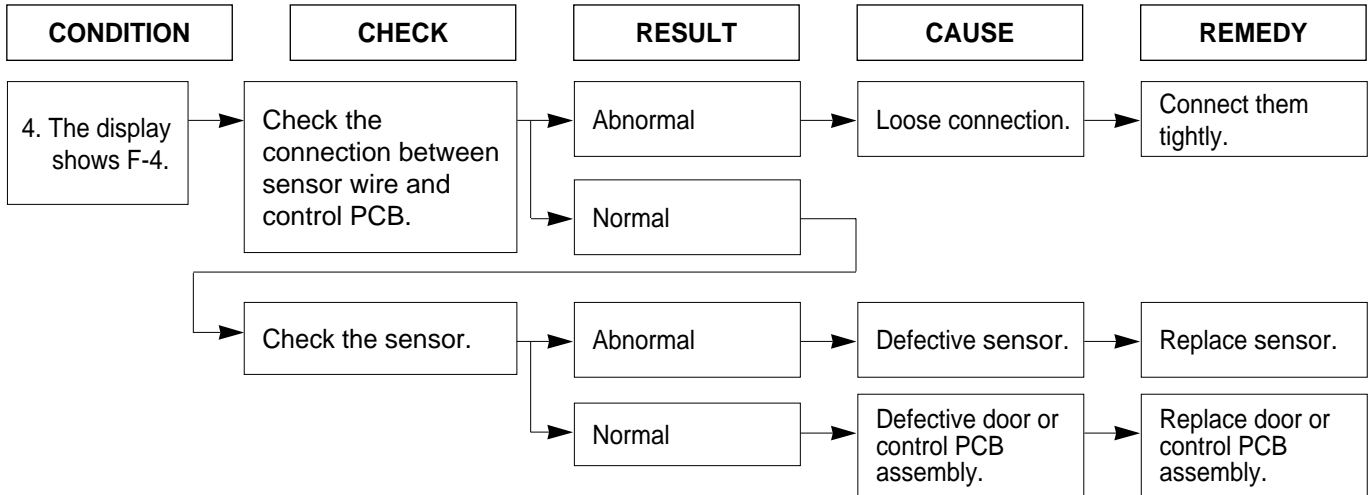 CONDITION
CHECK
RESULT
CAUSE
REMEDY
4. The display
shows F-4.
Check the
connection between
sensor wire and
control PCB.
Abnormal
Loose connection.
Connect them
tightly.
Normal
Check the sensor.
Abnormal
Defective sensor.
Replace sensor.
Normal
Defective door or
control PCB
assembly.
Replace door or
control PCB
assembly.